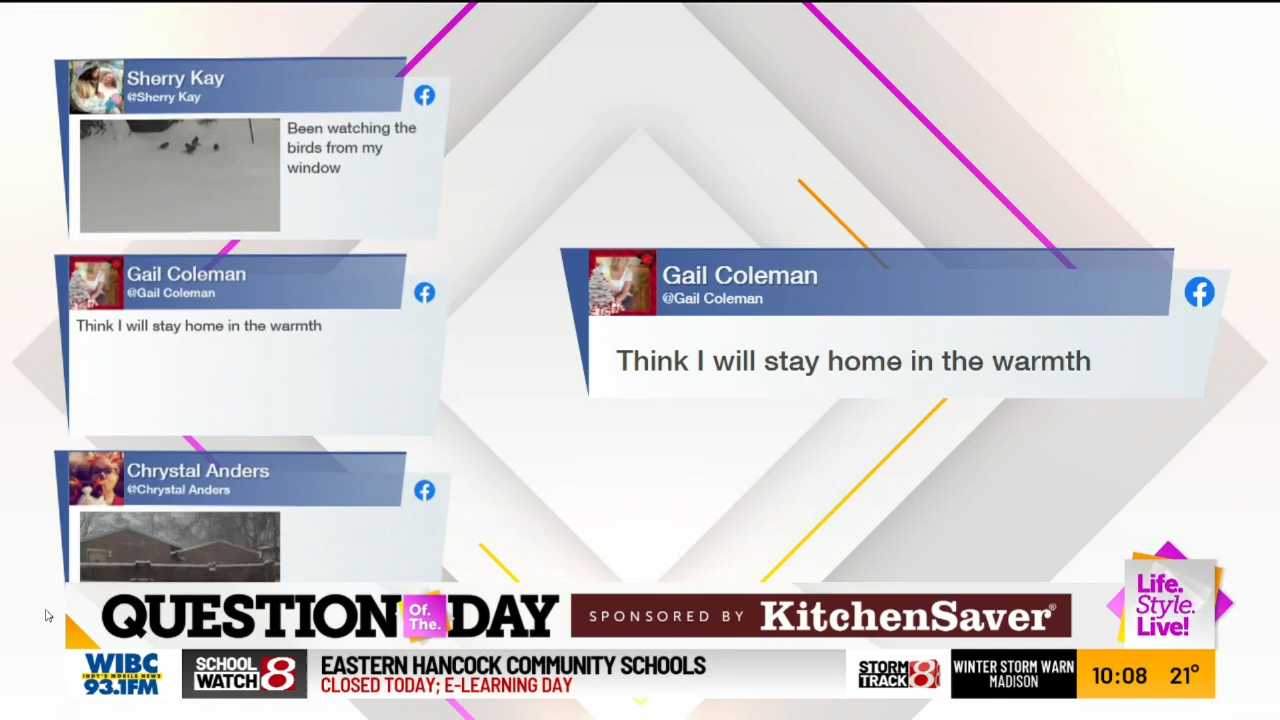 Sherry Kay
@Sherry Kay
Been watching the
birds from my
window
Gail Coleman
@Gail Coleman
Think I will stay home in the warmth
Chrystal Anders
@Chrystal Anders
Gail Coleman
@Gail Coleman
Think I will stay home in the warmth
QUESTION Of. The. DAY
SPONSORED BY KitchenSaver®
Life.
Style.
Live!
WIBC
INDY'S MOBILE NEWS
93.1FM
SCHOOL
WATCH 8
EASTERN HANCOCK COMMUNITY SCHOOLS
CLOSED TODAY; E-LEARNING DAY
STORM
TRACK 8
WINTER STORM WARN
MADISON
10:08 21°